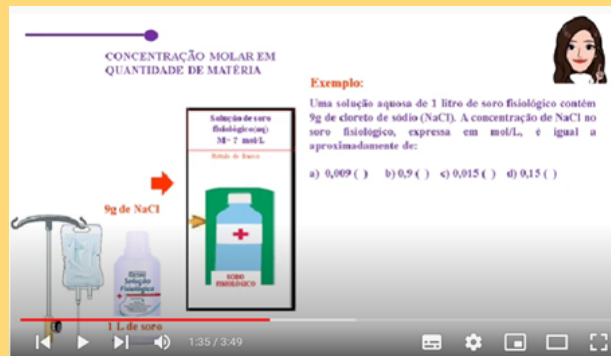 CONCENTRAÇÃO MOLAR EM
QUANTIDADE DE MATÉRIA
Exemplo:
Uma solução aquosa de 1 litro de soro fisiológico contém
9g de cloreto de sódio (NaCl). A concentração de NaCl no
soro fisiológico, expressa em mol/L, é igual a
aproximadamente de:
a) 0,009 ( ) b) 0,9 ( ) c) 0,015 ( ) d) 0,15 ( )
Solução de soro
fisiológico(aq)
M= ? mol/L
9g de NaCl
Solução
Fisiológica
SORO
FISIOLÓGICO
1 L de soro
1:35 / 3:49